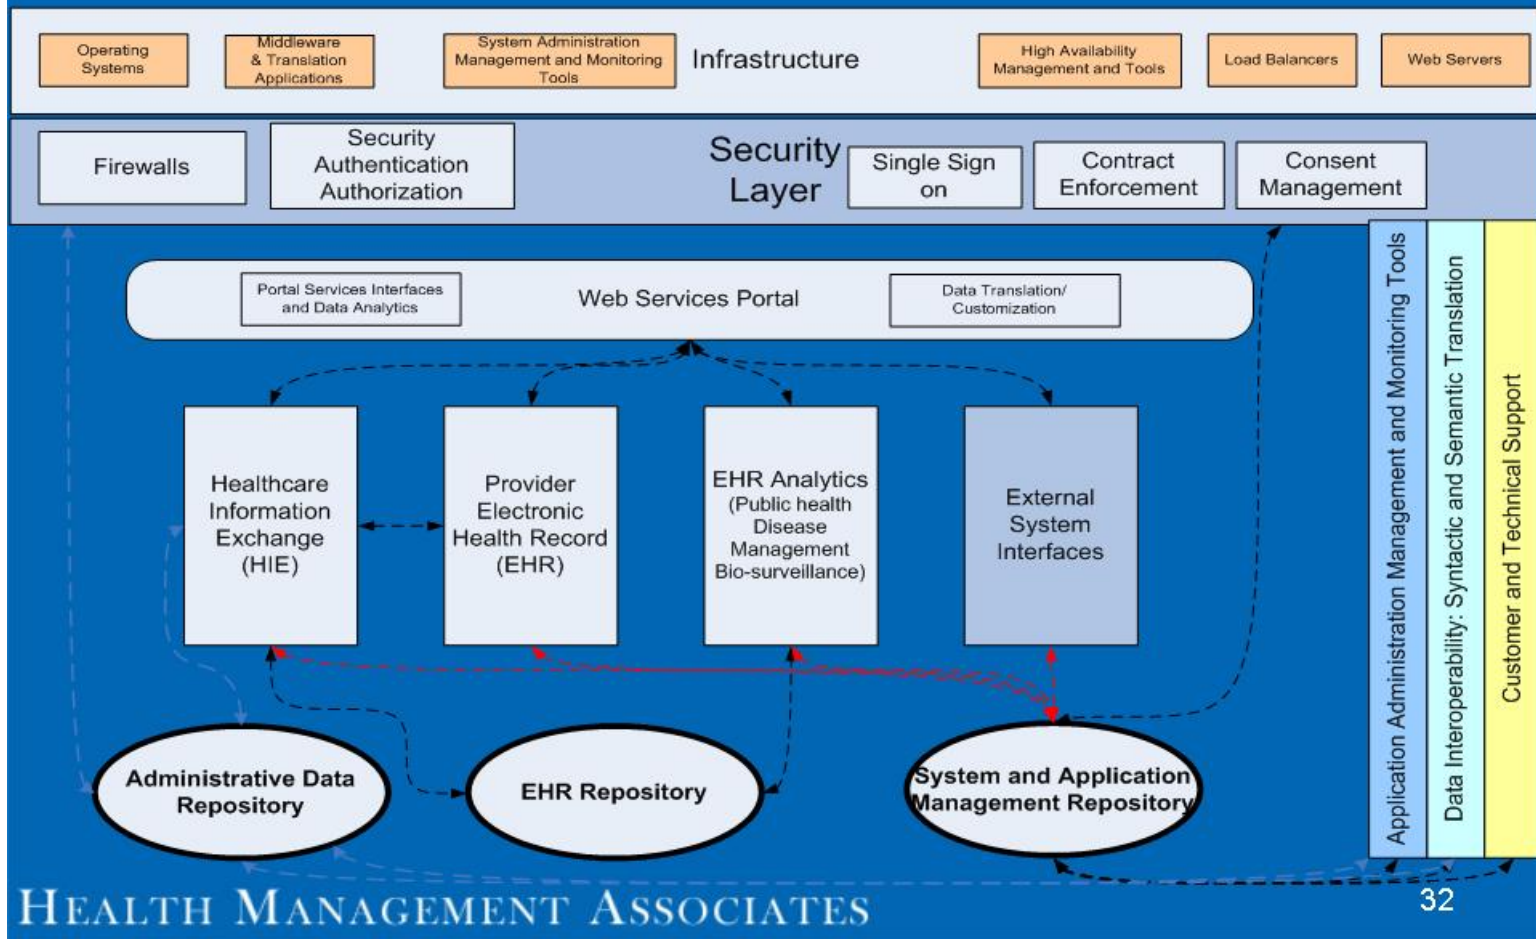 Operating
Systems
Middleware
& Translation
Applications
System Administration
Management and Monitoring
Tools
Infrastructure
High Availability
Management and Tools
Load Balancers
Web Servers
Firewalls
Security
Authentication
Authorization
Security
Layer
Single Sign
on
Contract
Enforcement
Consent
Management
Portal Services Interfaces
and Data Analytics
Web Services Portal
Data Translation/
Customization
Healthcare
Information
Exchange
(HIE)
Provider
Electronic
Health Record
(EHR)
EHR Analytics
(Public health
Disease
Management
Bio-surveillance)
External
System
Interfaces
Administrative Data
Repository
EHR Repository
System and Application
Management Repository
Application Administration Management and Monitoring Tools
Data Interoperability: Syntactic and Semantic Translation
Customer and Technical Support
HEALTH MANAGEMENT ASSOCIATES
32